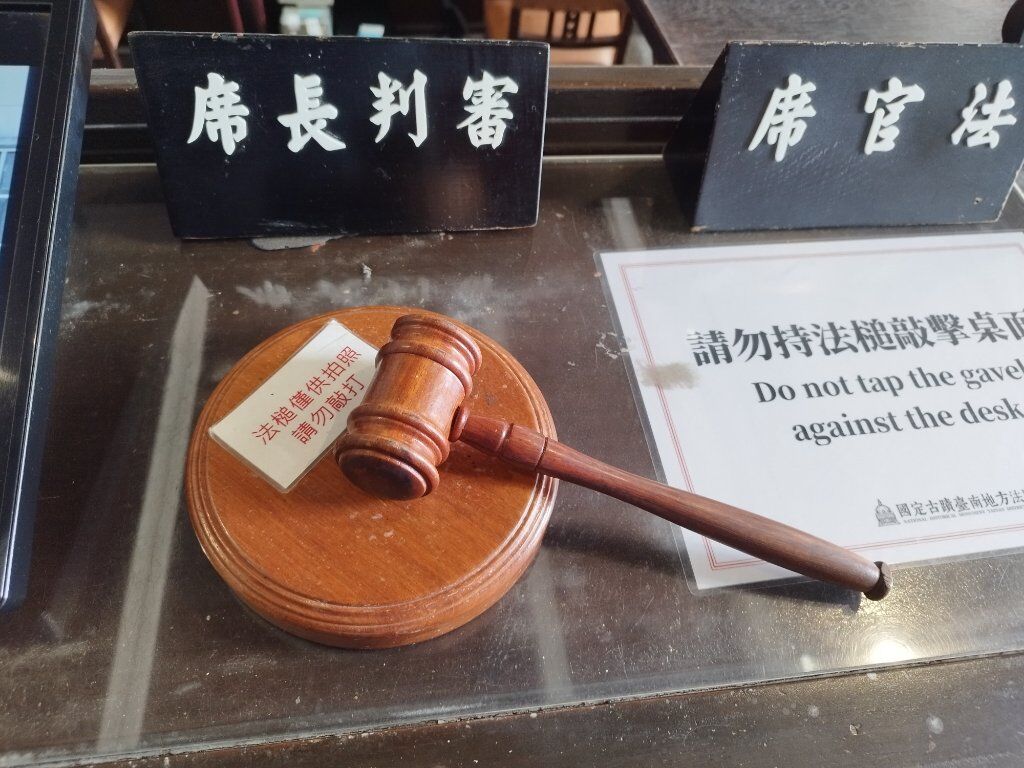 審判長席
法官席
法槌僅供拍照
請勿敲打
請勿持法槌敲擊桌面
Do not tap the gavel
against the desk
國定古蹟臺南地方法